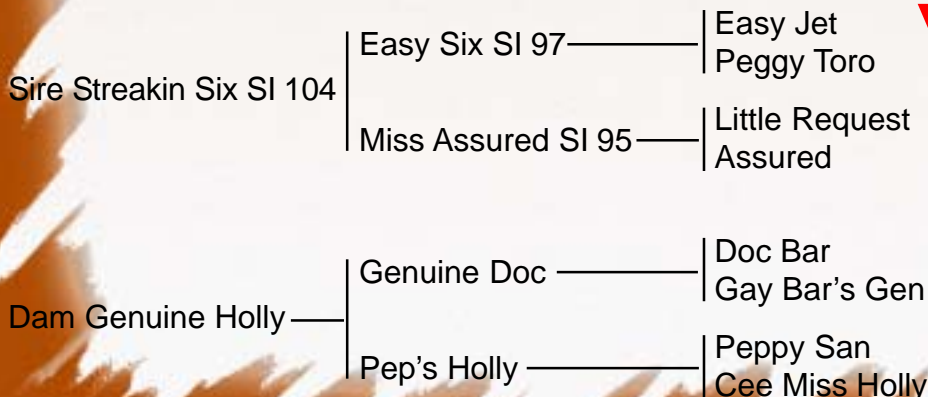 Easy Jet
Easy Six SI 97
Peggy Toro
Sire Streakin Six SI 104
Little Request
Miss Assured SI 95
Assured
Doc Bar
Genuine Doc
Gay Bar's Gen
Dam Genuine Holly
Peppy San
Pep's Holly
Cee Miss Holly